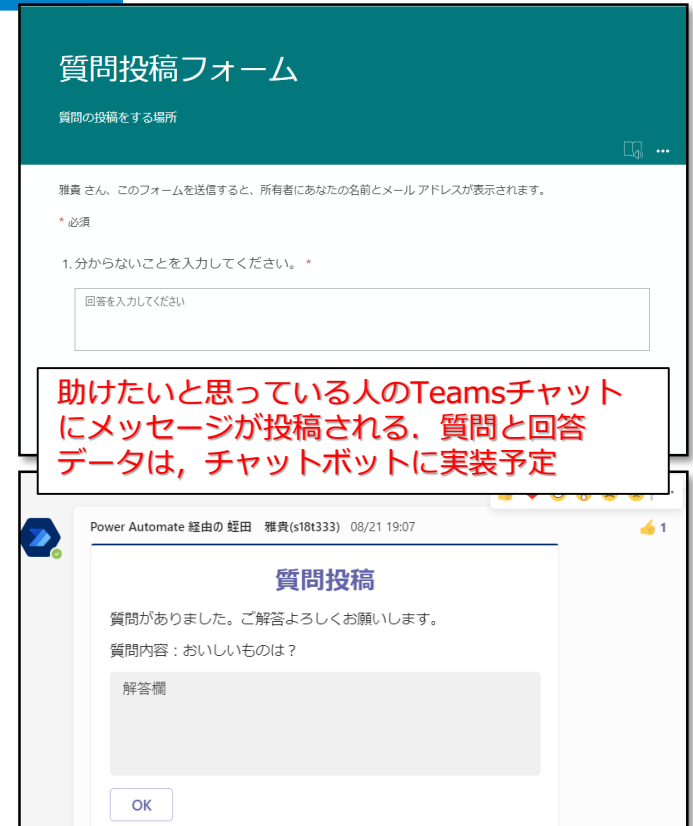 質問投稿フォーム
質問の投稿をする場所
雅貴 さん、このフォームを送信すると、所有者にあなたの名前とメール アドレスが表示されます。
* 必須
1. 分からないことを入力してください。 *
回答を入力してください
助けたいと思っている人のTeamsチャット
にメッセージが投稿される．質問と回答
データは，チャットボットに実装予定
Power Automate 経由の 蛭田　雅貴(s18t333) 08/21 19:07
1
質問投稿
質問がありました。ご解答よろしくお願いします。
質問内容：おいしいものは？
解答欄
OK